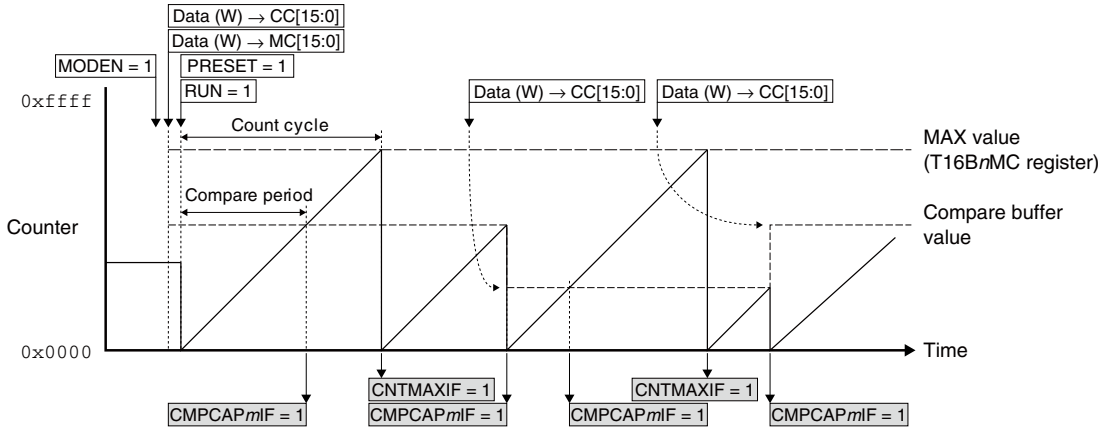 Data (W) → CC[15:0]
Data (W) → MC[15:0]
MODEN = 1
PRESET = 1
RUN = 1
Data (W) → CC[15:0]
Data (W) → CC[15:0]
0xffff
Count cycle
MAX value
(T16BnMC register)
Compare period
Counter
Compare buffer
value
0x0000
Time
CNTMAXIF = 1
CNTMAXIF = 1
CMPCAPmIF = 1
CMPCAPmIF = 1
CMPCAPmIF = 1
CMPCAPmIF = 1